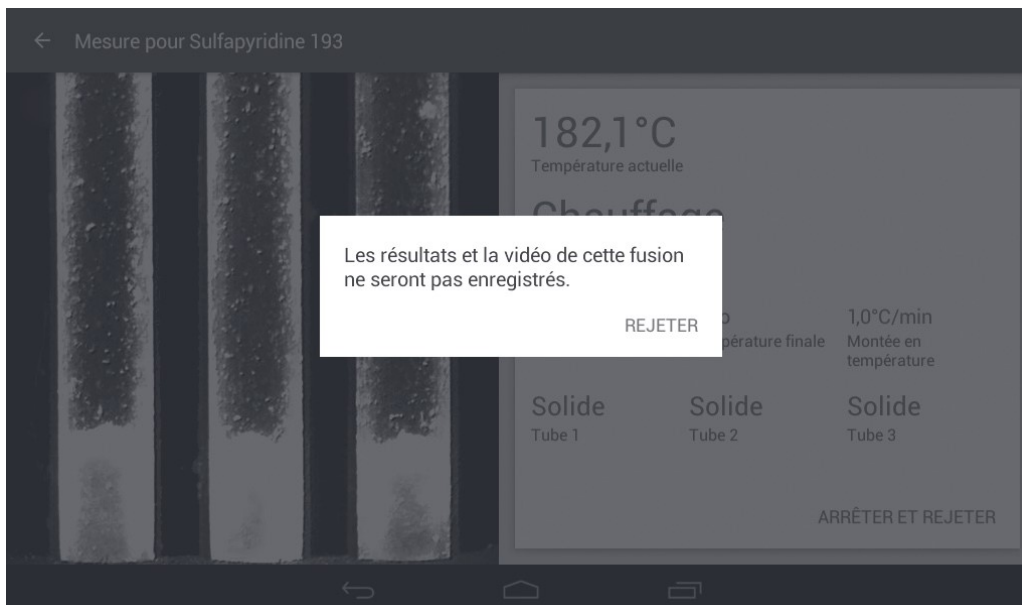 Mesure pour Sulfapyridine 193
182,1°C
Température actuelle
Les résultats et la vidéo de cette fusion
ne seront pas enregistrés.
REJETER
finale
1,0°C/min
Montée en
température
Solide
Solide
Solide
Tube 1
Tube 2
Tube 3
ARRÊTER ET REJETER